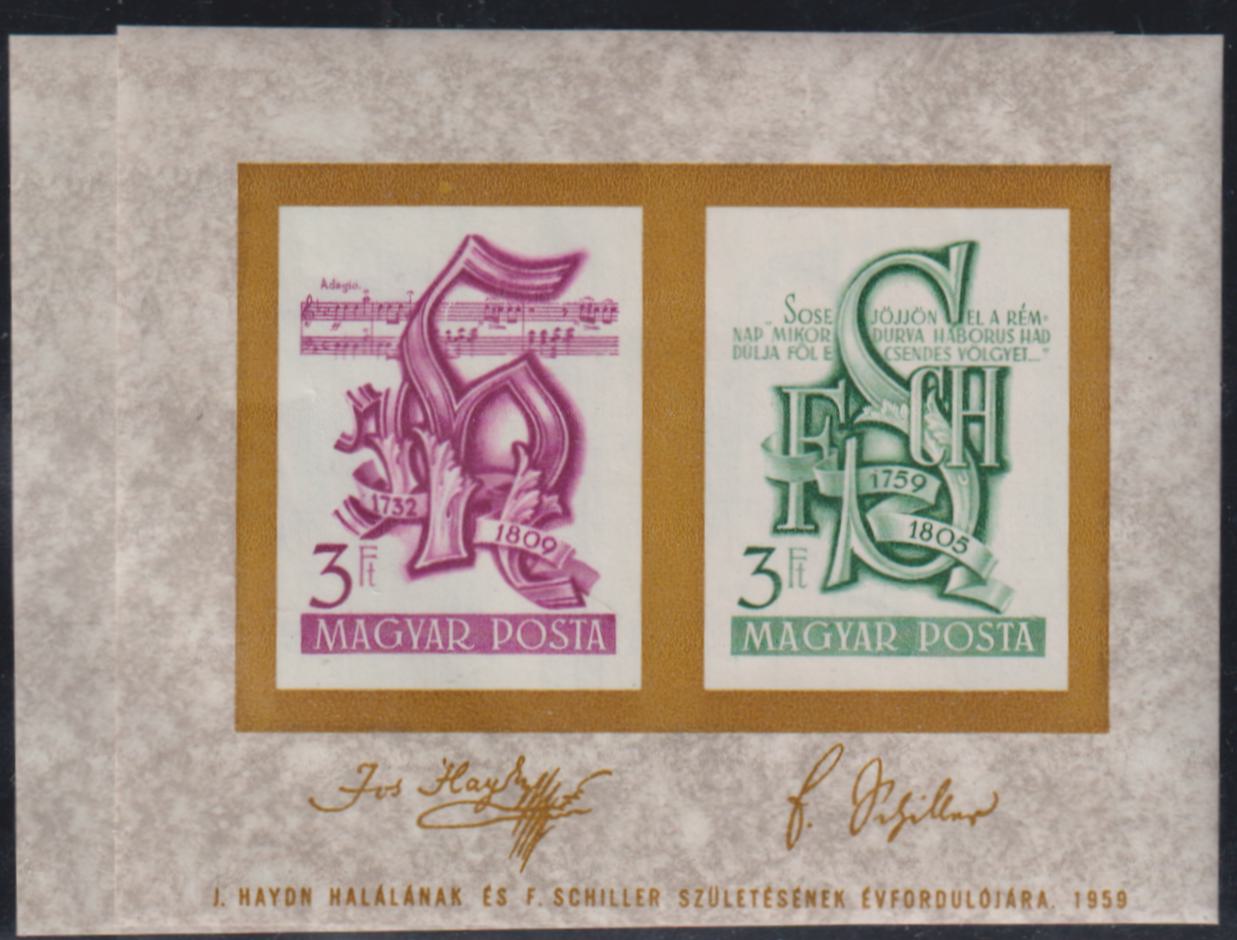 Adagio.
1732
1809
3 Ft
MAGYAR POSTA
SOSE JÖJJÖN EL A RÉM-
NAP "MIKOR DURVA HÁBORUS HAD
DÚLJA FÖL E CSENDES VÖLGYET..."
F SCH
1759
1805
3 Ft
MAGYAR POSTA
Jos Haydn
F. Schiller
J. HAYDN HALÁLÁNAK ÉS F. SCHILLER SZÜLETÉSÉNEK ÉVFORDULÓJÁRA. 1959